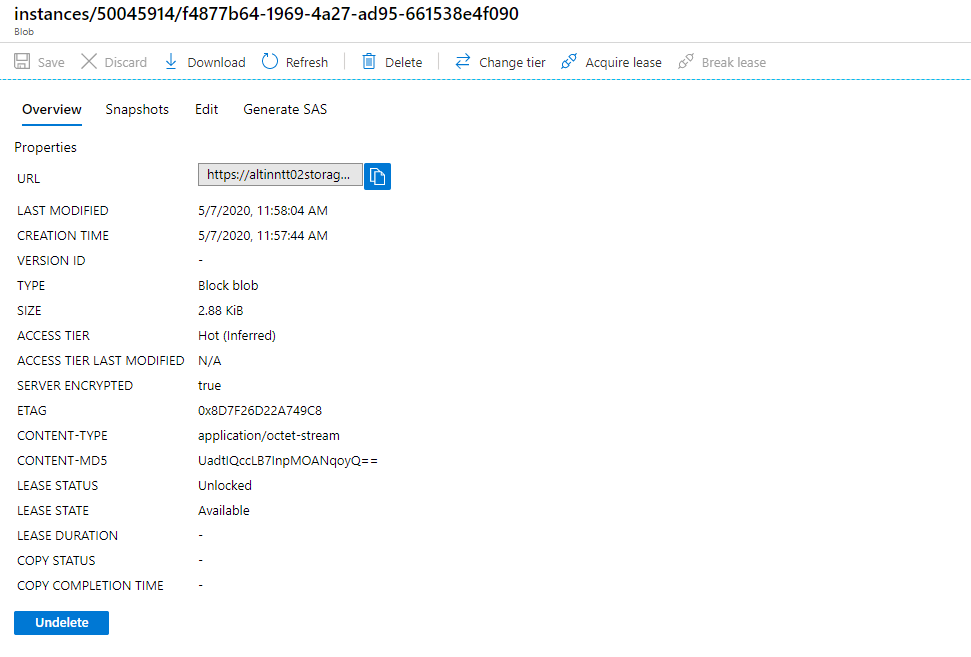 instances/50045914/f4877b64-1969-4a27-ad95-661538e4f090
Blob
Save Discard Download Refresh Delete Change tier Acquire lease Break lease
Overview Snapshots Edit Generate SAS
Properties
URL https://altinntt02storag...
LAST MODIFIED 5/7/2020, 11:58:04 AM
CREATION TIME 5/7/2020, 11:57:44 AM
VERSION ID -
TYPE Block blob
SIZE 2.88 KiB
ACCESS TIER Hot (Inferred)
ACCESS TIER LAST MODIFIED N/A
SERVER ENCRYPTED true
ETAG 0x8D7F26D22A749C8
CONTENT-TYPE application/octet-stream
CONTENT-MD5 UadtIQccLB7InpMOANqoyQ==
LEASE STATUS Unlocked
LEASE STATE Available
LEASE DURATION -
COPY STATUS -
COPY COMPLETION TIME -
Undelete